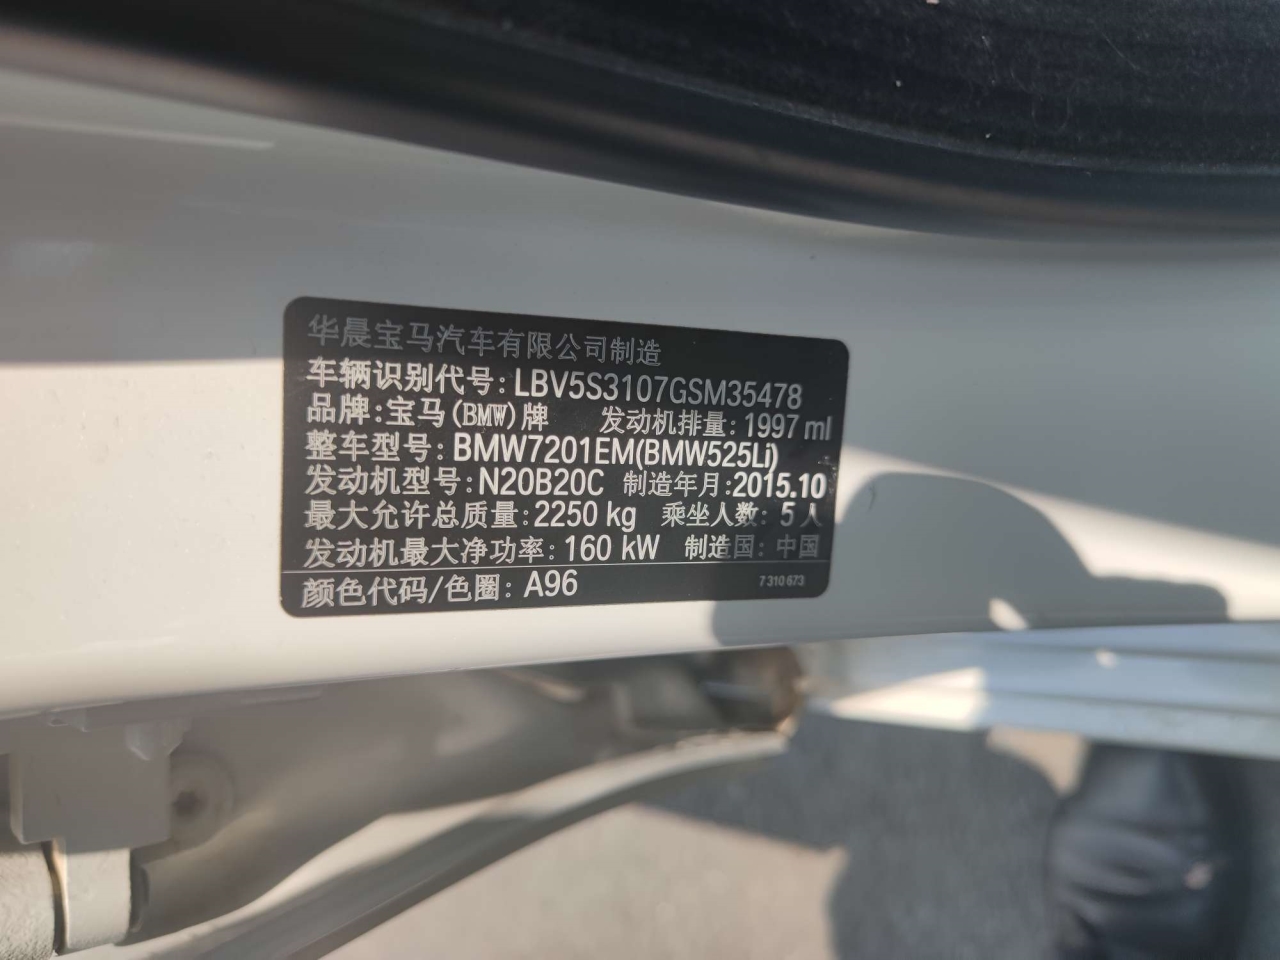 华晨宝马汽车有限公司制造
车辆识别代号: LBV5S3107GSM35478
品牌: 宝马(BMW)牌 发动机排量: 1997 ml
整车型号: BMW7201EM(BMW525Li)
发动机型号: N20B20C 制造年月: 2015.10
最大允许总质量: 2250 kg 乘坐人数: 5 人
发动机最大净功率: 160 kW 制造国: 中国
颜色代码/色圈: A96 7 310 673